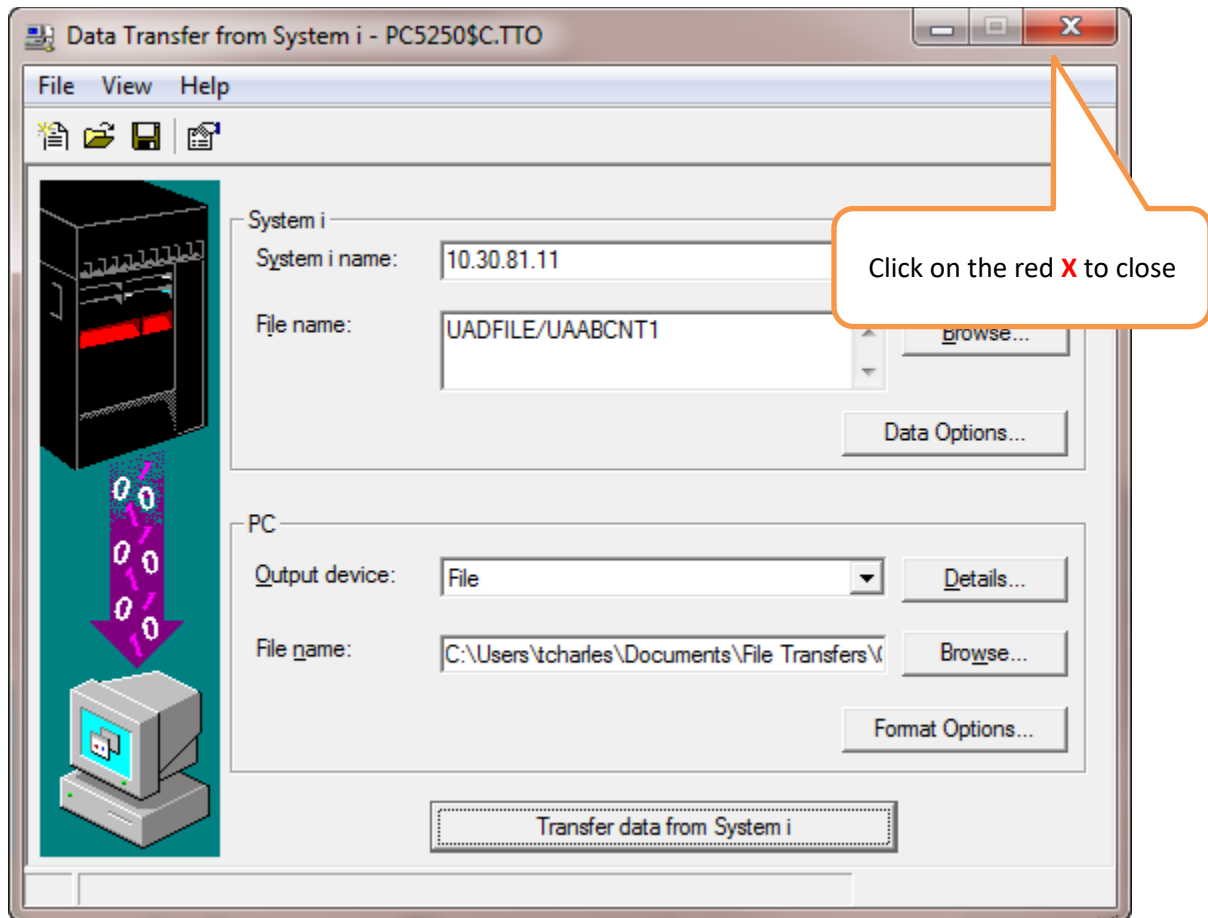 Data Transfer from System i - PC5250$C.TTO
File View Help
System i
System i name: 10.30.81.11
Click on the red X to close
File name: UADFILE/UAABCNT1 Browse...
Data Options...
PC
Output device: File Details...
File name: C:\Users\tcharles\Documents\File Transfers\ Browse...
Format Options...
Transfer data from System i